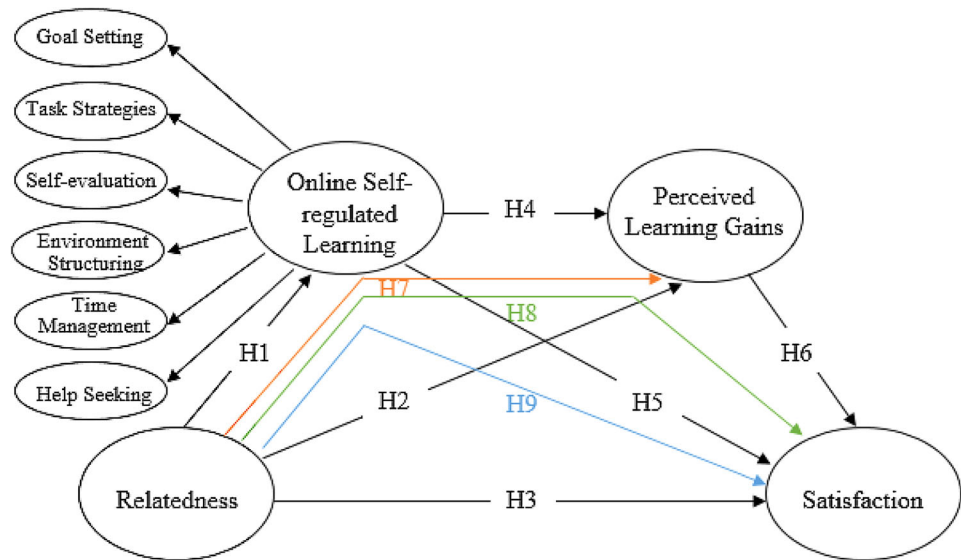 Goal Setting
Task Strategies
Self-evaluation
Environment
Structuring
Time
Management
Help Seeking
Online Self-
regulated
Learning
Perceived
Learning Gains
Relatedness
Satisfaction
H4
H7
H8
H1
H6
H2
H9
H5
H3